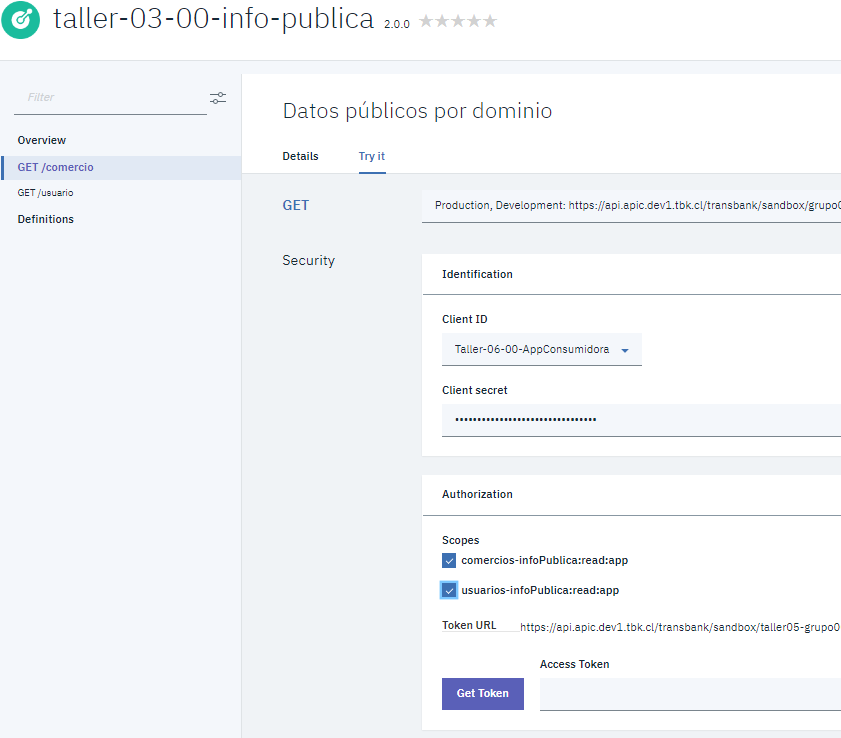 taller-03-00-info-publica 2.0.0
Filter
Overview
GET /comercio
GET /usuario
Definitions
Datos públicos por dominio
Details Try it
GET Production, Development: https://api.apic.dev1.tbk.cl/transbank/sandbox/grupo0
Security
Identification
Client ID
Taller-06-00-AppConsumidora
Client secret
Authorization
Scopes
comercios-infoPublica:read:app
usuarios-infoPublica:read:app
Token URL https://api.apic.dev1.tbk.cl/transbank/sandbox/taller05-grupo0
Access Token
Get Token